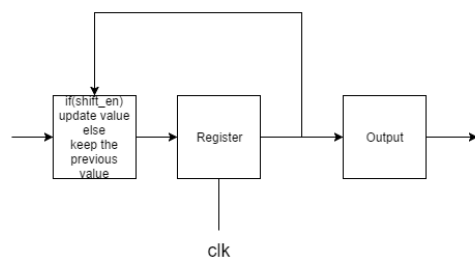 if(shift_en)
update value
else
keep the
previous
value
Register
Output
clk